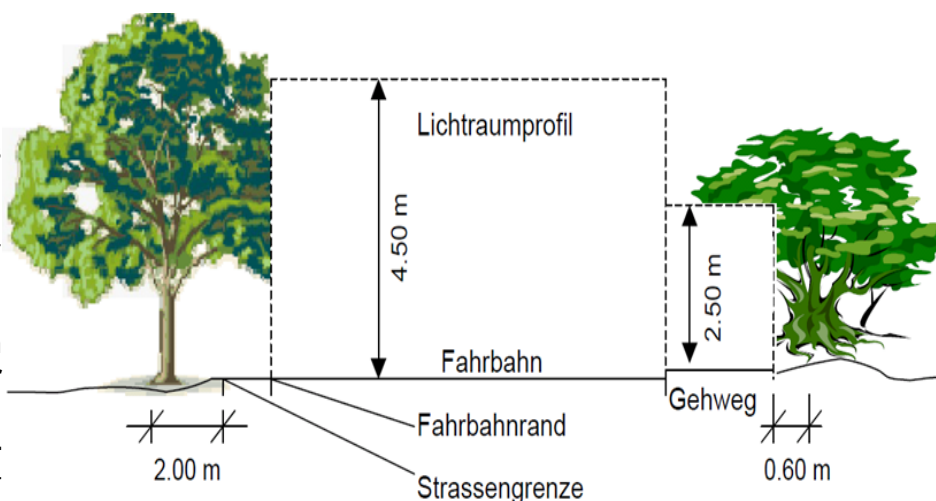 Lichtraumprofil
4.50 m
2.50 m
Fahrbahn
Gehweg
Fahrbahnrand
2.00 m
0.60 m
Strassengrenze